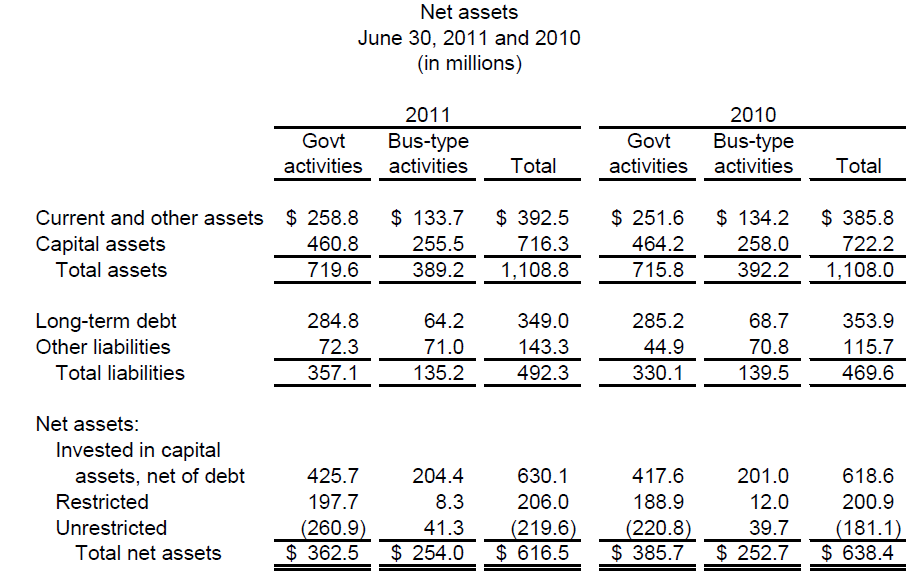 Net assets
June 30, 2011 and 2010
(in millions)
2011 2010
Govt Bus-type Govt Bus-type
activities activities Total activities activities Total
Current and other assets $ 258.8 $ 133.7 $ 392.5 $ 251.6 $ 134.2 $ 385.8
Capital assets 460.8 255.5 716.3 464.2 258.0 722.2
Total assets 719.6 389.2 1,108.8 715.8 392.2 1,108.0
Long-term debt 284.8 64.2 349.0 285.2 68.7 353.9
Other liabilities 72.3 71.0 143.3 44.9 70.8 115.7
Total liabilities 357.1 135.2 492.3 330.1 139.5 469.6
Net assets:
Invested in capital
assets, net of debt 425.7 204.4 630.1 417.6 201.0 618.6
Restricted 197.7 8.3 206.0 188.9 12.0 200.9
Unrestricted (260.9) 41.3 (219.6) (220.8) 39.7 (181.1)
Total net assets $ 362.5 $ 254.0 $ 616.5 $ 385.7 $ 252.7 $ 638.4